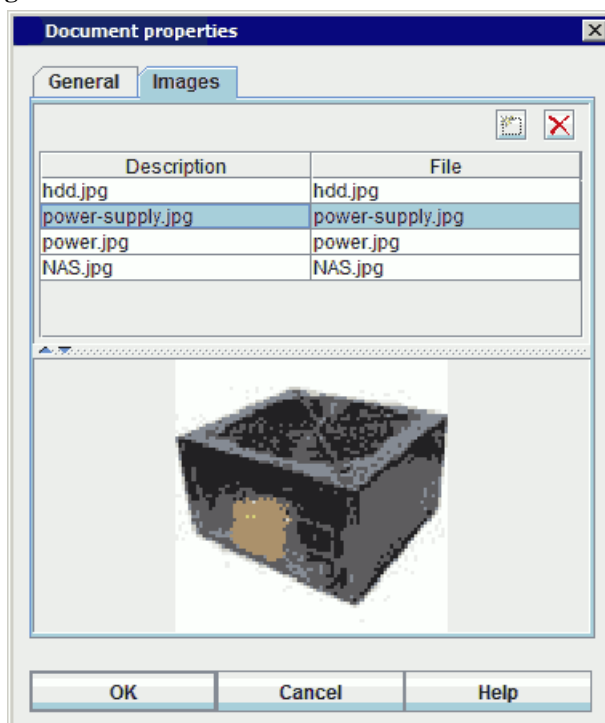 Document properties
General Images
Description File
hdd.jpg hdd.jpg
power-supply.jpg power-supply.jpg
power.jpg power.jpg
NAS.jpg NAS.jpg
OK Cancel Help